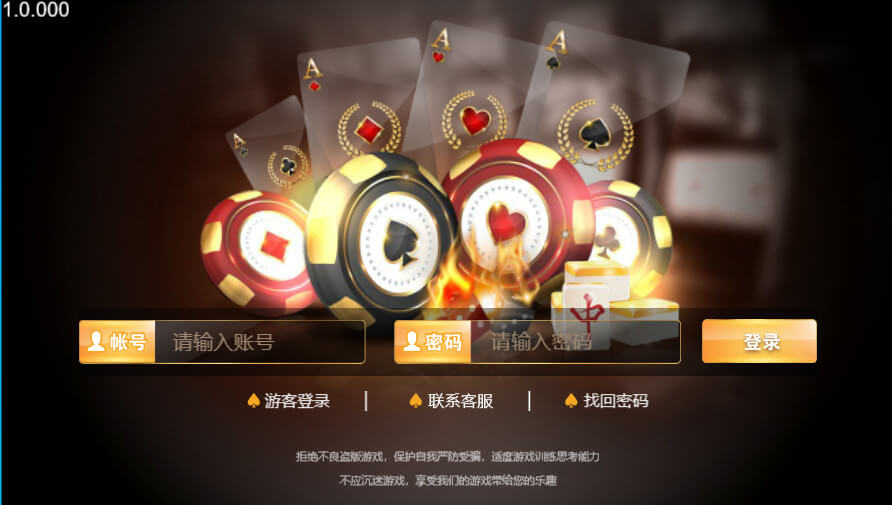 1.0.000
A
A
A
A
中
帐号 请输入账号 密码 请输入密码 登录
游客登录 | 联系客服 | 找回密码
拒绝不良盗版游戏，保护自我严防受骗，适度游戏训练思考能力
不应沉迷游戏，享受我们的游戏带给您的乐趣